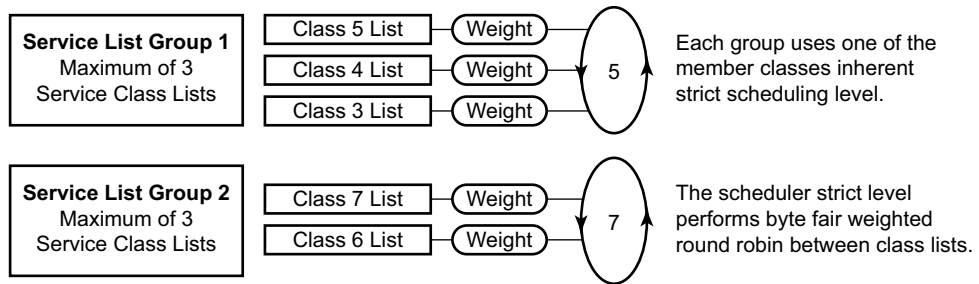 Service List Group 1
Maximum of 3
Service Class Lists
Class 5 List
Weight
Class 4 List
Weight
Class 3 List
Weight
5
Each group uses one of the
member classes inherent
strict scheduling level.
Service List Group 2
Maximum of 3
Service Class Lists
Class 7 List
Weight
Class 6 List
Weight
7
The scheduler strict level
performs byte fair weighted
round robin between class lists.